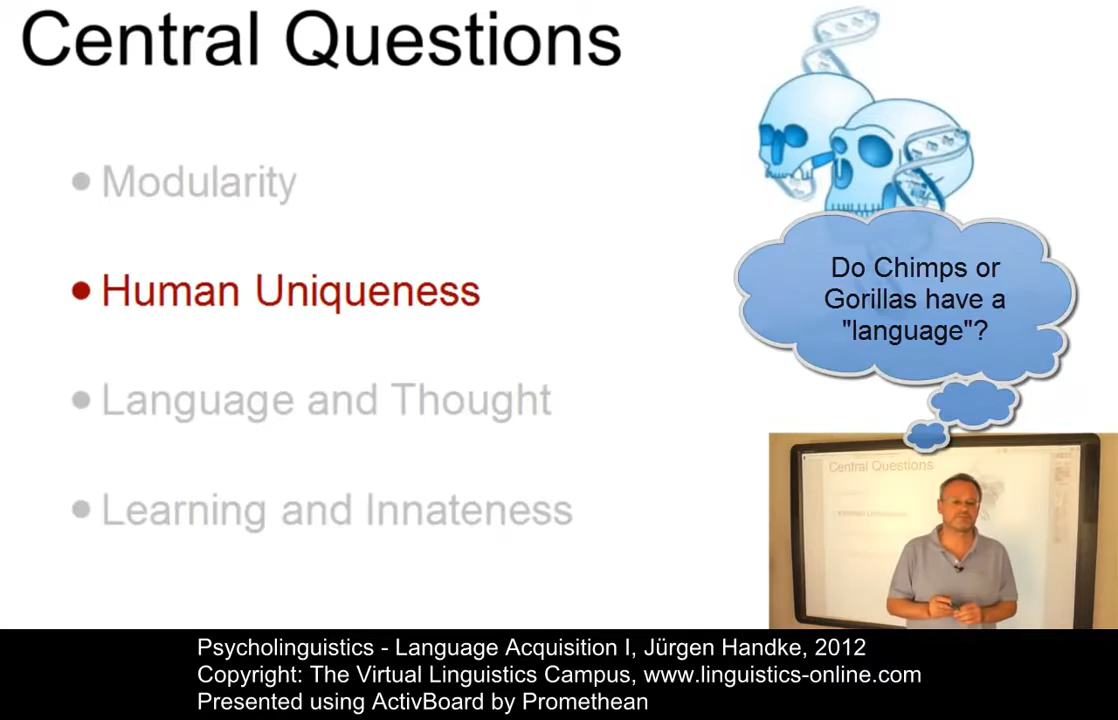 Central Questions
• Modularity
• Human Uniqueness
• Language and Thought
• Learning and Innateness
Do Chimps or
Gorillas have a
"language"?
Central Questions
Psycholinguistics - Language Acquisition I, Jürgen Handke, 2012
Copyright: The Virtual Linguistics Campus, www.linguistics-online.com
Presented using ActivBoard by Promethean